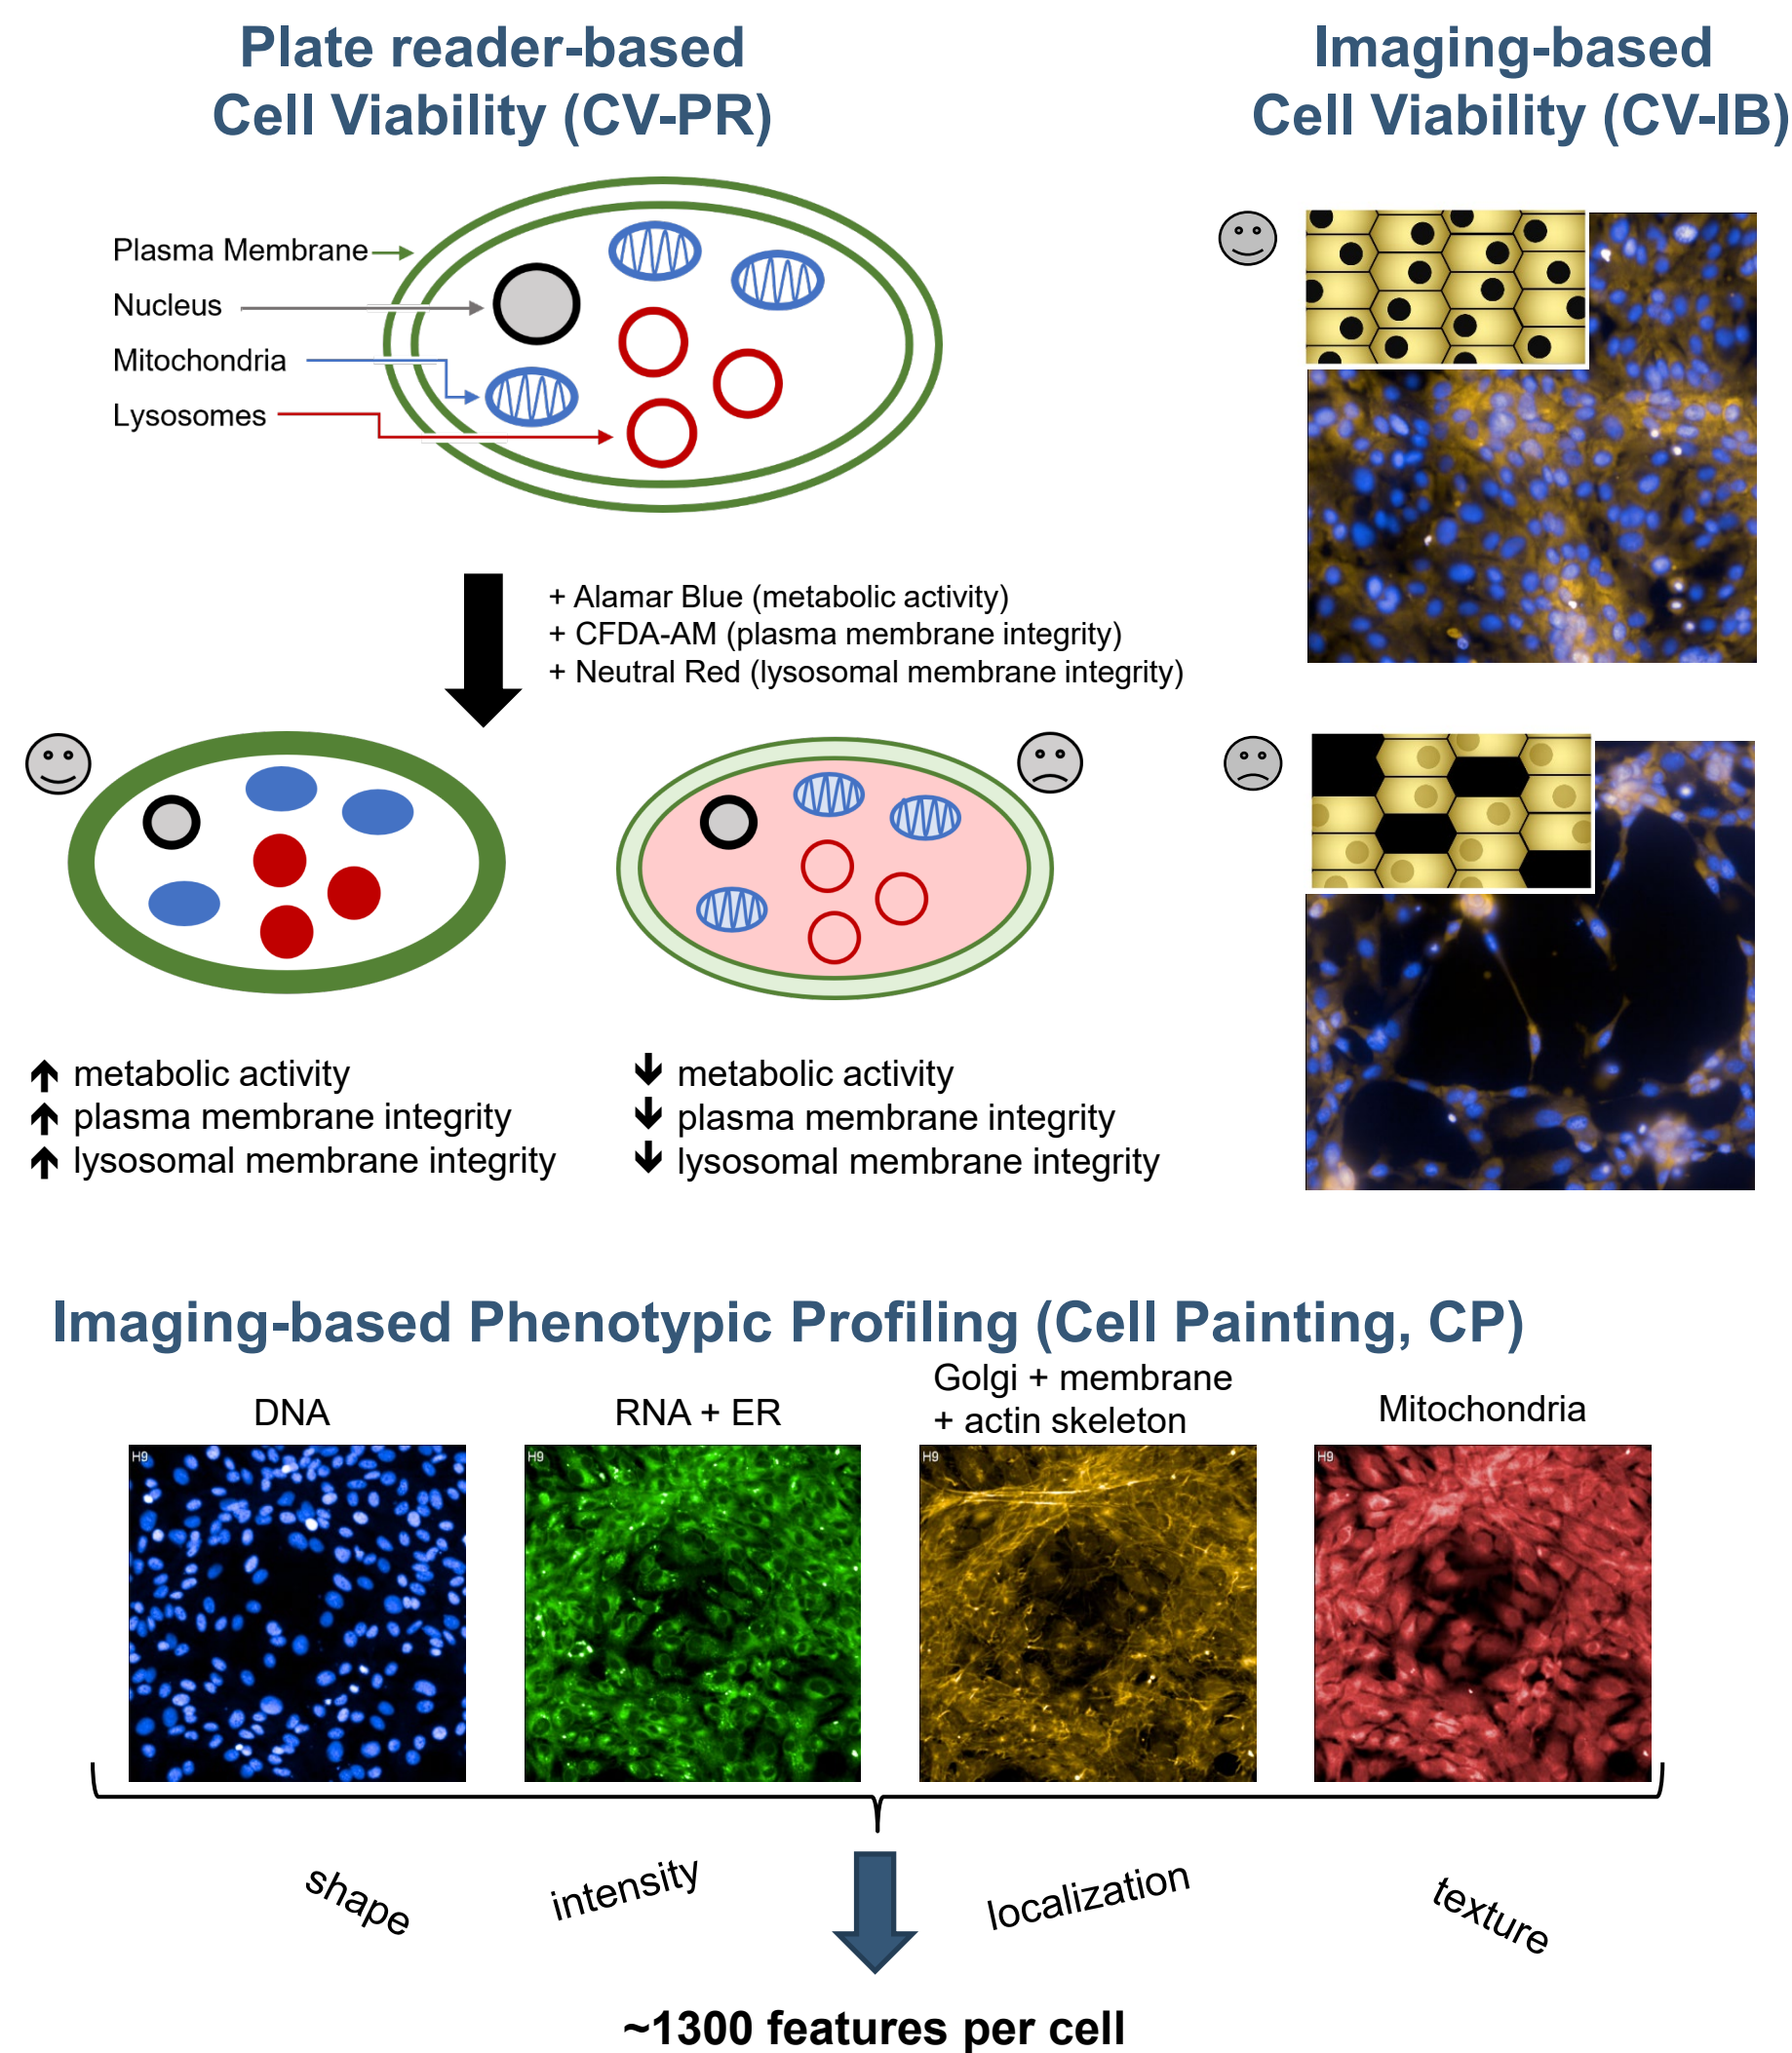 Plate reader-based
Cell Viability (CV-PR)
Imaging-based
Cell Viability (CV-IB)
Plasma Membrane
Nucleus
Mitochondria
Lysosomes
+ Alamar Blue (metabolic activity)
+ CFDA-AM (plasma membrane integrity)
+ Neutral Red (lysosomal membrane integrity)
↑ metabolic activity
↑ plasma membrane integrity
↑ lysosomal membrane integrity
↓ metabolic activity
↓ plasma membrane integrity
↓ lysosomal membrane integrity
Imaging-based Phenotypic Profiling (Cell Painting, CP)
DNA
RNA + ER
Golgi + membrane
+ actin skeleton
Mitochondria
H9
H9
H9
H9
shape
intensity
localization
texture
~1300 features per cell